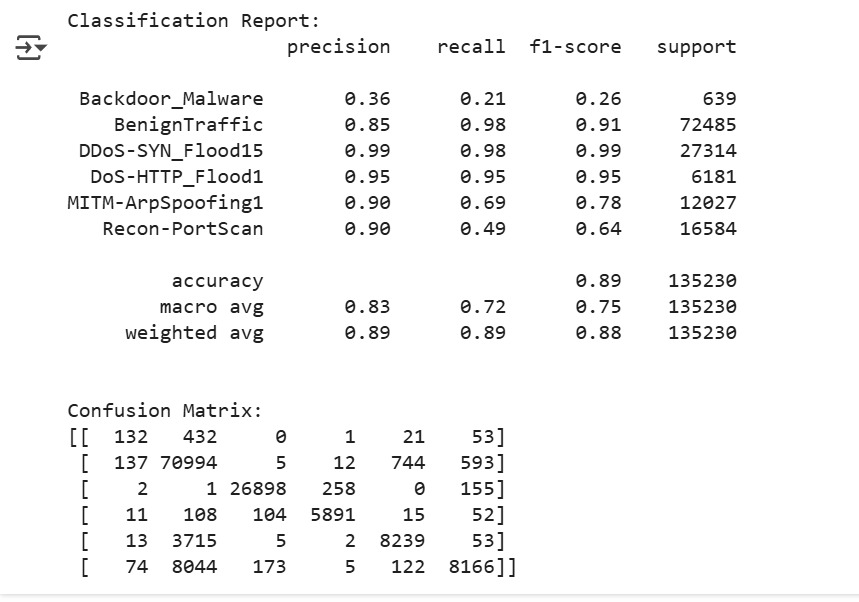 Classification Report:
precision recall f1-score support
Backdoor_Malware 0.36 0.21 0.26 639
BenignTraffic 0.85 0.98 0.91 72485
DDoS-SYN_Flood15 0.99 0.98 0.99 27314
DoS-HTTP_Flood1 0.95 0.95 0.95 6181
MITM-ArpSpoofing1 0.90 0.69 0.78 12027
Recon-PortScan 0.90 0.49 0.64 16584
accuracy 0.89 135230
macro avg 0.83 0.72 0.75 135230
weighted avg 0.89 0.89 0.88 135230
Confusion Matrix:
[[ 132 432 0 1 21 53]
[ 137 70994 5 12 744 593]
[ 2 1 26898 258 0 155]
[ 11 108 104 5891 15 52]
[ 13 3715 5 2 8239 53]
[ 74 8044 173 5 122 8166]]